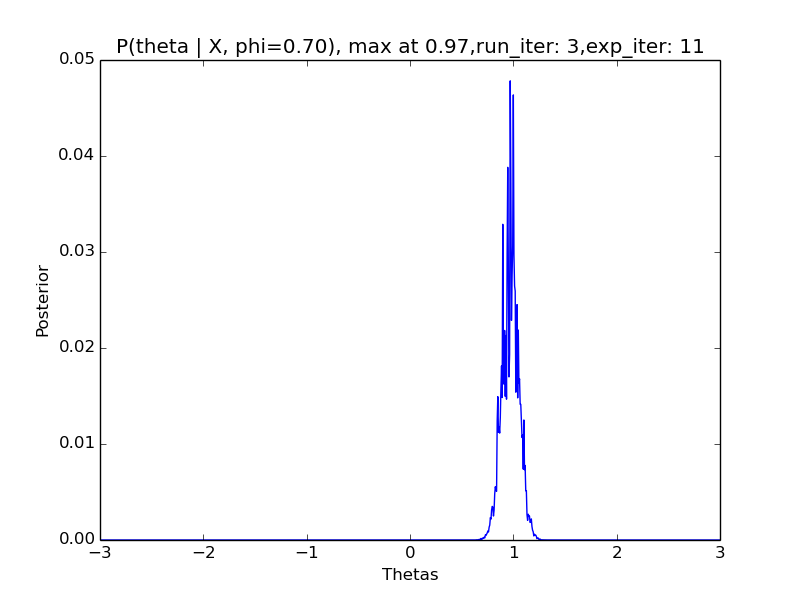 P(theta | X, phi=0.70), max at 0.97,run_iter: 3,exp_iter: 11
0.05
0.04
0.03
0.02
0.01
0.00
Posterior
−3 −2 −1 0 1 2 3
Thetas